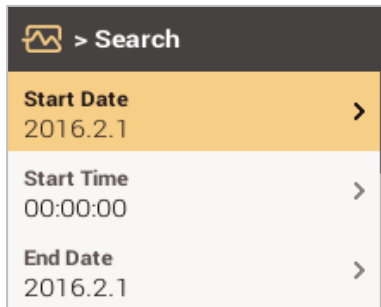 > Search
Start Date
2016.2.1
Start Time
00:00:00
End Date
2016.2.1